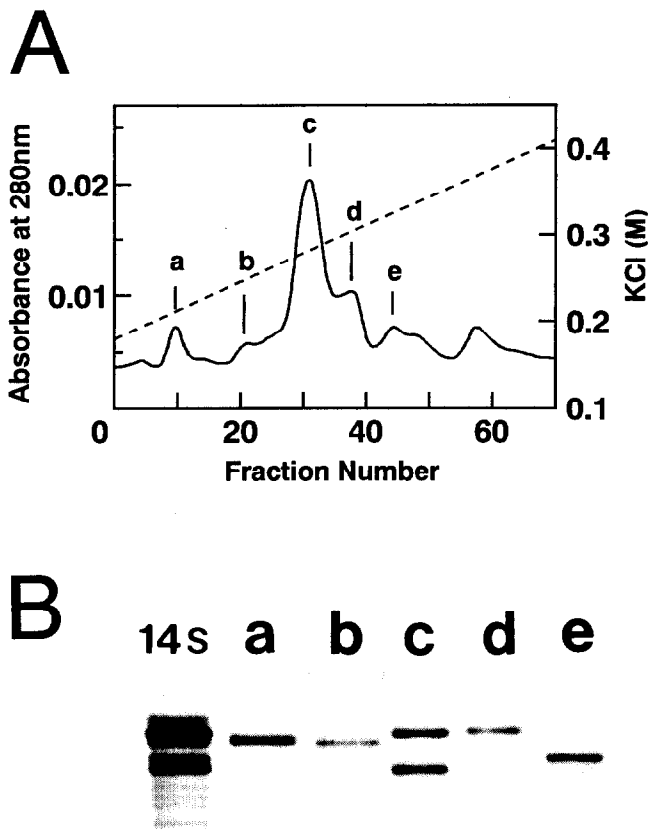 A
Absorbance at 280nm
0.02
0.01
a
b
c
d
e
0.4
0.3
0.2
0.1
KCl (M)
0 20 40 60
Fraction Number
B
14S a b c d e